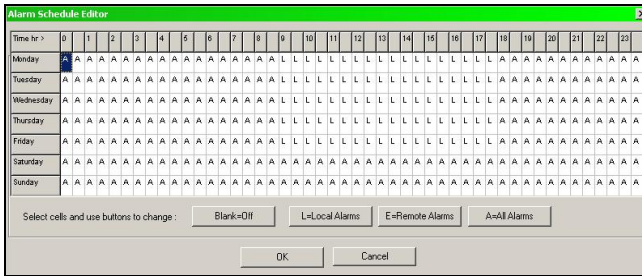 Alarm Schedule Editor
Time hr > 0 1 2 3 4 5 6 7 8 9 10 11 12 13 14 15 16 17 18 19 20 21 22 23
Monday A A A A A A A A A A A A A A A A A A L L L L L L L L L L L L L L L L L L A A A A A A A A A A A A
Tuesday A A A A A A A A A A A A A A A A A A L L L L L L L L L L L L L L L L L L A A A A A A A A A A A A
Wednesday A A A A A A A A A A A A A A A A A A L L L L L L L L L L L L L L L L L L A A A A A A A A A A A A
Thursday A A A A A A A A A A A A A A A A A A L L L L L L L L L L L L L L L L L L A A A A A A A A A A A A
Friday A A A A A A A A A A A A A A A A A A L L L L L L L L L L L L L L L L L L A A A A A A A A A A A A
Saturday A A A A A A A A A A A A A A A A A A A A A A A A A A A A A A A A A A A A A A A A A A A A A A A A
Sunday A A A A A A A A A A A A A A A A A A A A A A A A A A A A A A A A A A A A A A A A A A A A A A A A
Select cells and use buttons to change : Blank=Off L=Local Alarms E=Remote Alarms A=All Alarms
OK Cancel